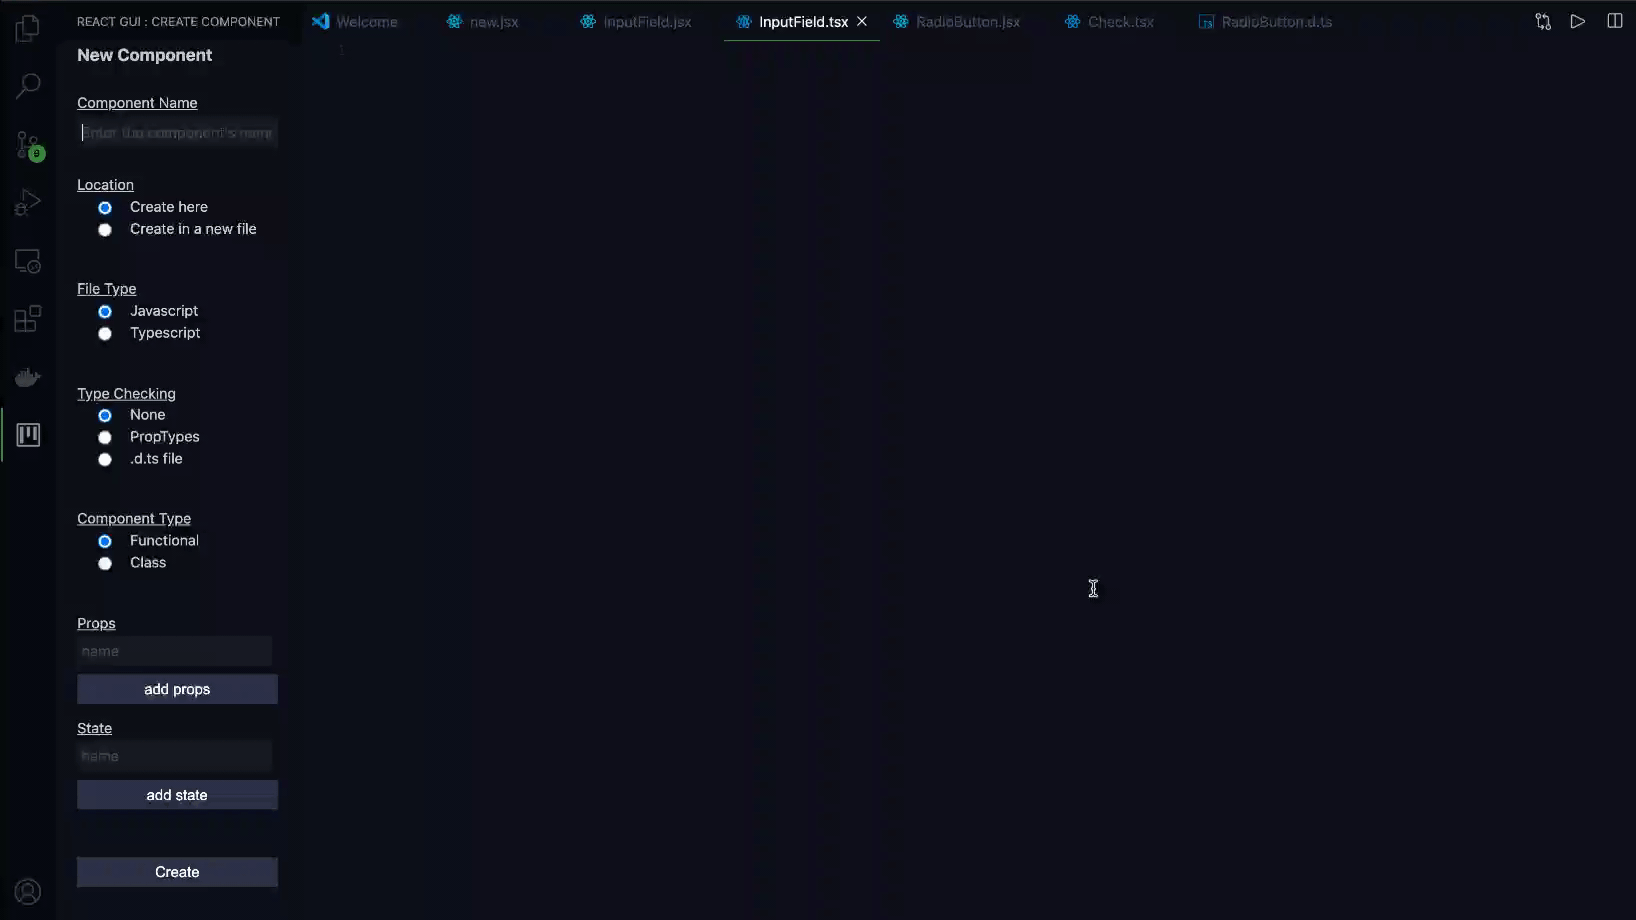 REACT GUI : CREATE COMPONENT
Welcome
new.jsx
InputField.jsx
InputField.tsx
RadioButton.jsx
Check.tsx
TS
RadioButton.d.ts
1
New Component
Component Name
Enter the component's name
9
Location
Create here
Create in a new file
File Type
Javascript
Typescript
Type Checking
None
PropTypes
.d.ts file
Component Type
Functional
Class
Props
name
add props
State
name
add state
Create